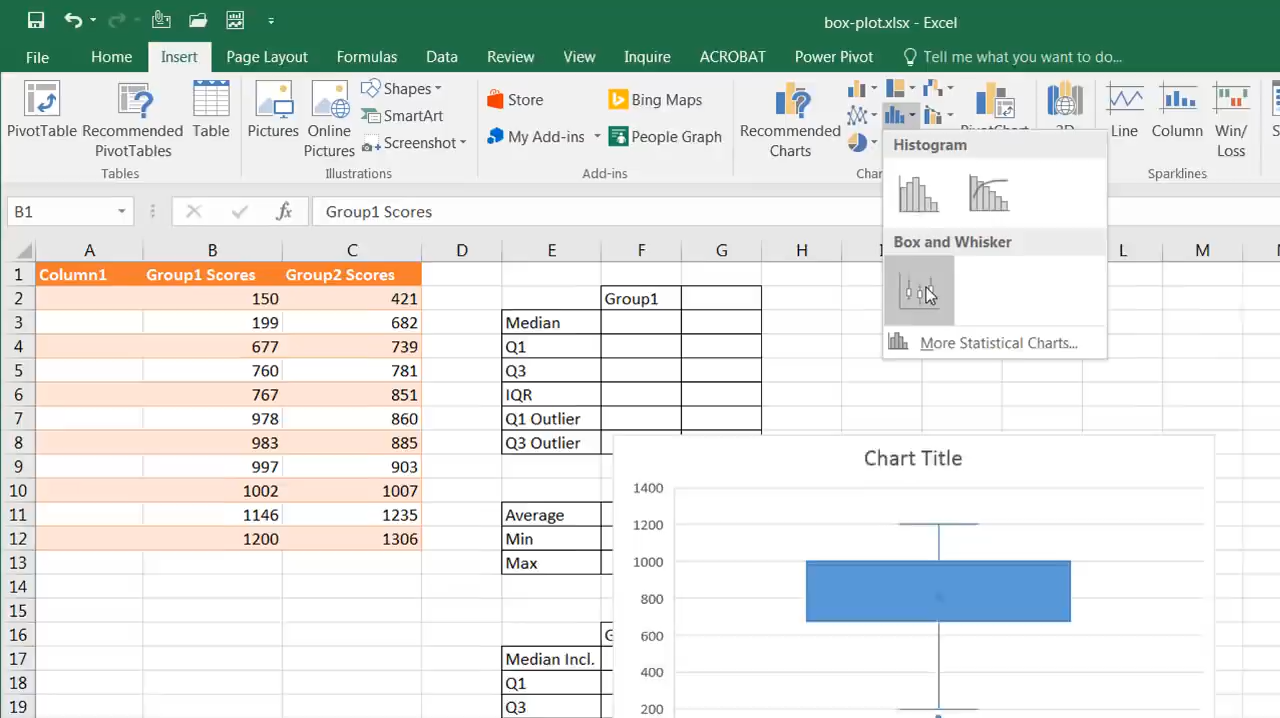 box-plot.xlsx - Excel
File Home Insert Page Layout Formulas Data Review View Inquire ACROBAT Power Pivot Tell me what you want to do...
PivotTable
Recommended
PivotTables
Table
Tables
Pictures
Online
Pictures
Shapes
SmartArt
Screenshot
Illustrations
Store
My Add-ins
Bing Maps
People Graph
Add-ins
Recommended
Charts
Line
Column
Win/
Loss
Sparklines
Histogram
Box and Whisker
More Statistical Charts...
B1 fx Group1 Scores
A B C D E F G H L M
1 Column1 Group1 Scores Group2 Scores
2 150 421 Group1
3 199 682 Median
4 677 739 Q1
5 760 781 Q3
6 767 851 IQR
7 978 860 Q1 Outlier
8 983 885 Q3 Outlier
9 997 903
10 1002 1007
11 1146 1235 Average
12 1200 1306 Min
13 Max
14
15
16
17 Median Incl.
18 Q1
19 Q3
Chart Title
1400
1200
1000
800
600
400
200